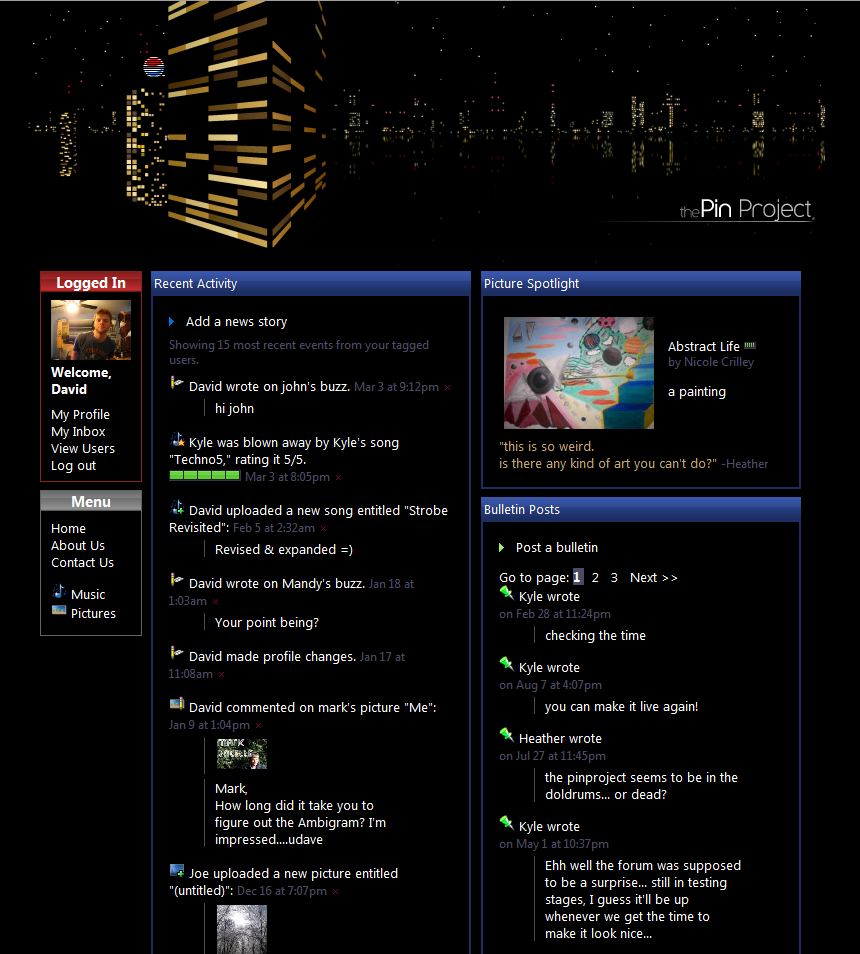 thePin Project
Logged In
Welcome,
David
My Profile
My Inbox
View Users
Log out
Menu
Home
About Us
Contact Us
Music
Pictures
Recent Activity
Add a news story
Showing 15 most recent events from your tagged
users.
David wrote on john's buzz. Mar 3 at 9:12pm ×
hi john
Kyle was blown away by Kyle's song
"Techno5," rating it 5/5.
Mar 3 at 8:05pm ×
David uploaded a new song entitled "Strobe
Revisited": Feb 5 at 2:32am ×
Revised & expanded =)
David wrote on Mandy's buzz. Jan 18 at
1:03am ×
Your point being?
David made profile changes. Jan 17 at
11:08am ×
David commented on mark's picture "Me":
Jan 9 at 1:04pm ×
MARK
Mark,
How long did it take you to
figure out the Ambigram? I'm
impressed....udave
Joe uploaded a new picture entitled
"(untitled)": Dec 16 at 7:07pm ×
Picture Spotlight
Abstract Life
by Nicole Crilley
a painting
"this is so weird.
is there any kind of art you can't do?" -Heather
Bulletin Posts
Post a bulletin
Go to page: 1 2 3 Next >>
Kyle wrote
on Feb 28 at 11:24pm
checking the time
Kyle wrote
on Aug 7 at 4:07pm
you can make it live again!
Heather wrote
on Jul 27 at 11:45pm
the pinproject seems to be in the
doldrums... or dead?
Kyle wrote
on May 1 at 10:37pm
Ehh well the forum was supposed
to be a surprise... still in testing
stages, I guess it'll be up
whenever we get the time to
make it look nice...